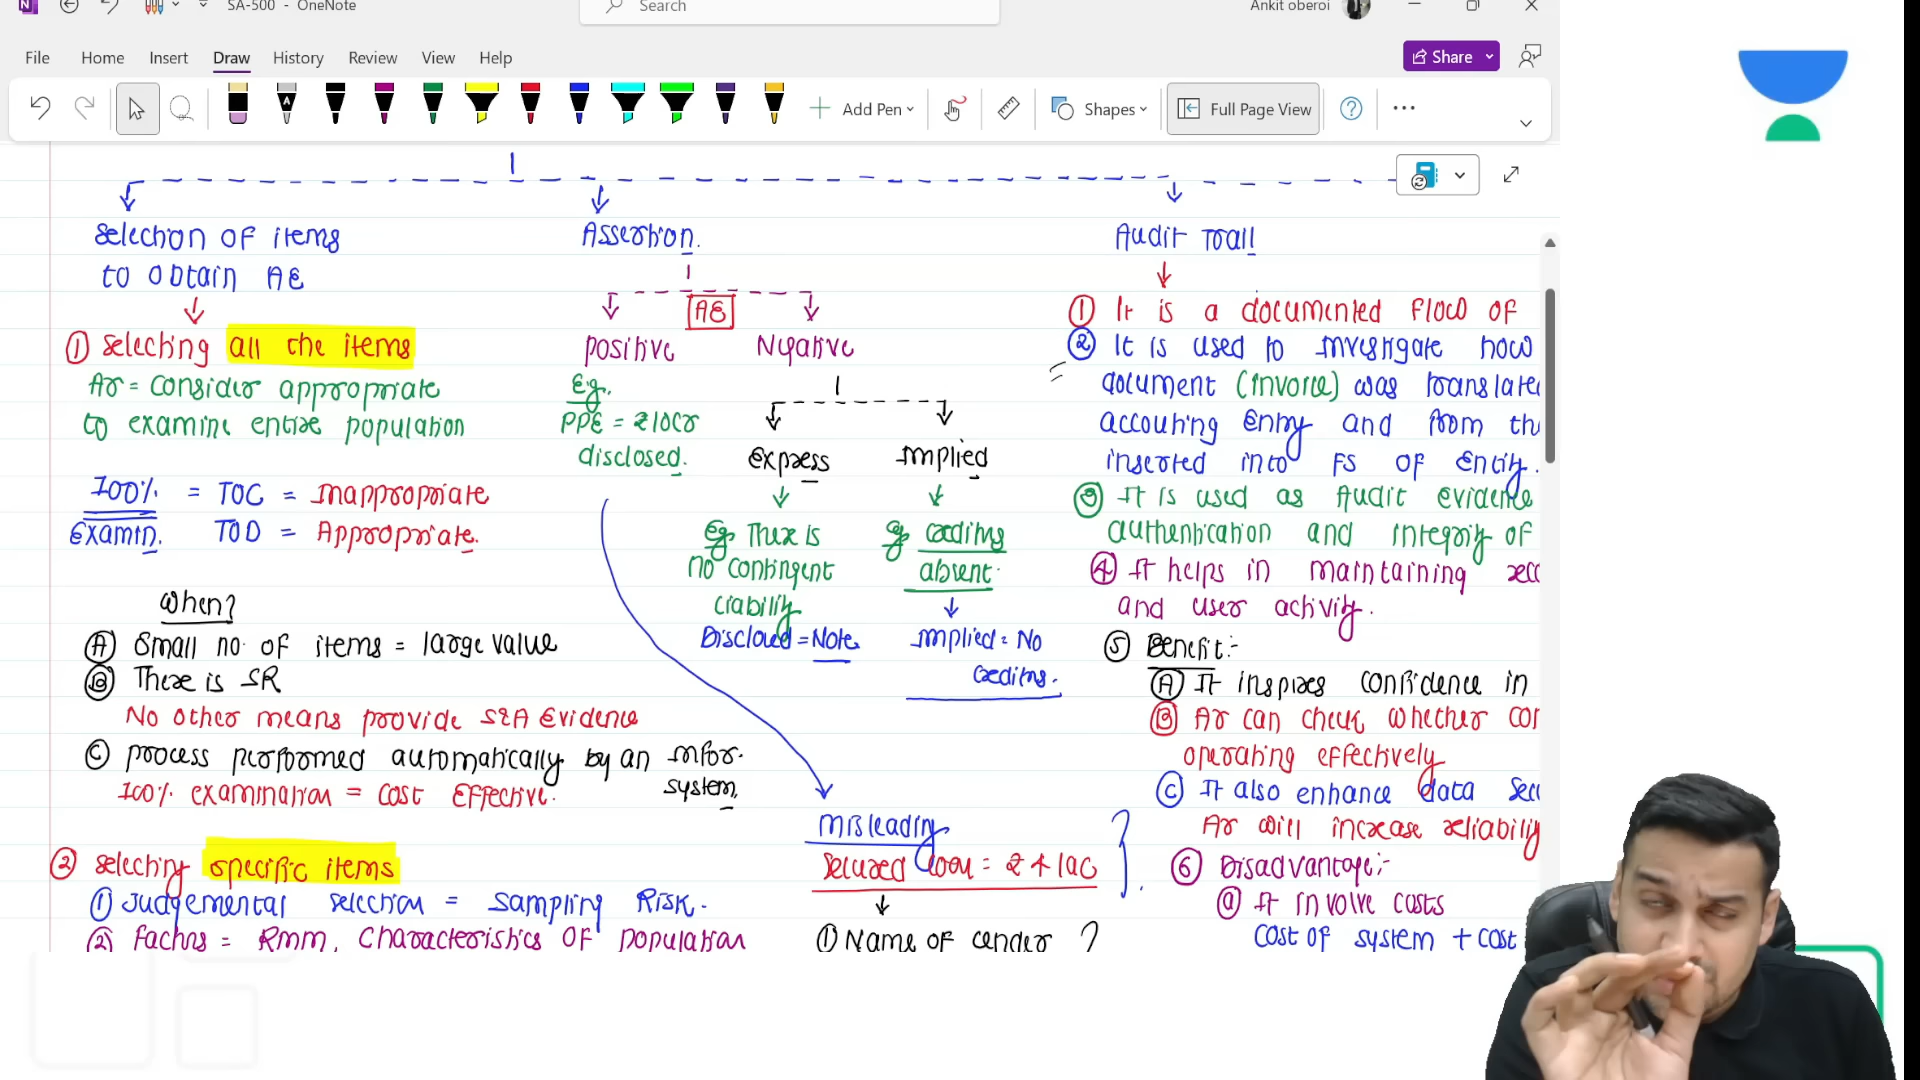 SA-500 - OneNote
Search
Ankit oberoi
File Home Insert Draw History Review View Help
Share
Add Pen
Shapes
Full Page View
Selection of items
to obtain AE
① Selecting all the items
Ar = Consider appropriate
to examine entire population
100% = TOC = Inappropriate
Examin. TOD = Appropriate.
When?
Ⓐ Small no. of items = large value
Ⓑ There is SR
No other means provide S&A Evidence
Ⓒ process performed automatically by an infor.
system.
100% examination = cost Effective.
② Selecting specific items
① Judgemental selection = sampling Risk.
② factors = Rmm, Characteristics of population
Assertion.
AE
positive Negative
Eg.
PPE = ₹10cr
disclosed.
Express Implied
Eg There is
no contingent
liability
Disclosed = Note
eg creditors
absent.
Implied = No
creditors.
Misleading
Secured loan = ₹ 4 lac
① Name of lender ?
Audit Trail
① It is a documented flow of
② It is used to investigate how
document (invoice) was translate
accounting Entry and from th
inserted into FS of Entity.
③ It is used as Audit evidence
authentication and integrity of
④ It helps in maintaining
and user activity.
⑤ Benefit:-
Ⓐ It inspires confidence in
Ⓑ Ar can check whether cor
operating effectively
Ⓒ It also enhance data sec
Ar will increase reliability
⑥ Disadvantage:-
ⓐ It involve costs
Cost of system + cost